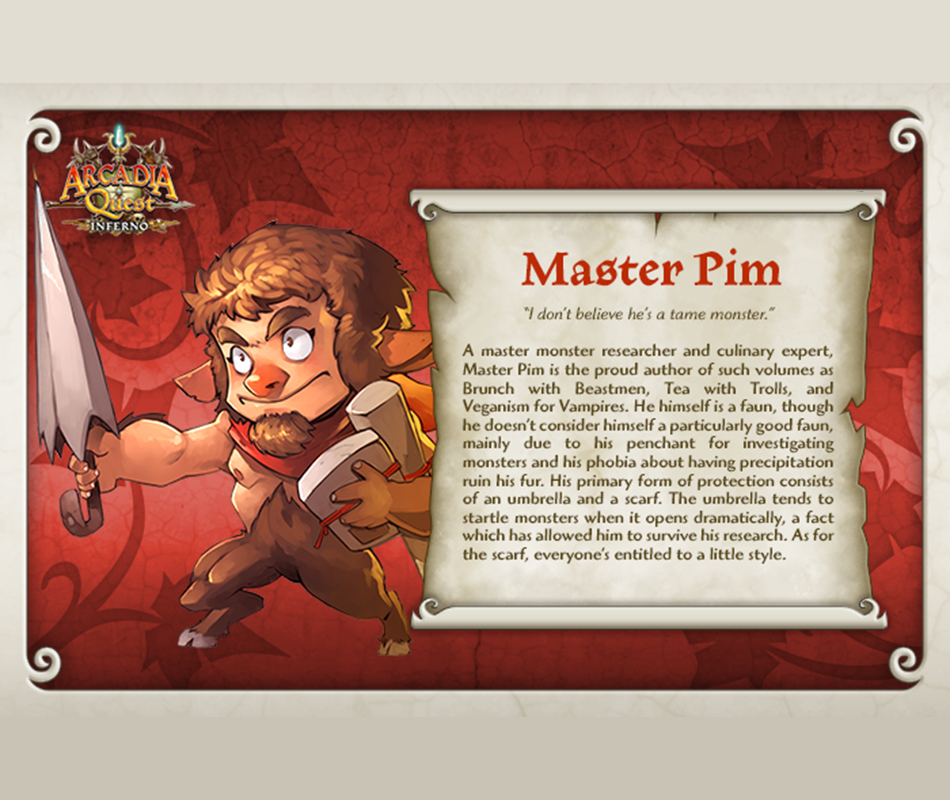 ARCADIA
Quest
INFERNO
Master Pim
"I don't believe he's a tame monster."
A master monster researcher and culinary expert,
Master Pim is the proud author of such volumes as
Brunch with Beastmen, Tea with Trolls, and
Veganism for Vampires. He himself is a faun, though
he doesn't consider himself a particularly good faun,
mainly due to his penchant for investigating
monsters and his phobia about having precipitation
ruin his fur. His primary form of protection consists
of an umbrella and a scarf. The umbrella tends to
startle monsters when it opens dramatically, a fact
which has allowed him to survive his research. As for
the scarf, everyone's entitled to a little style.